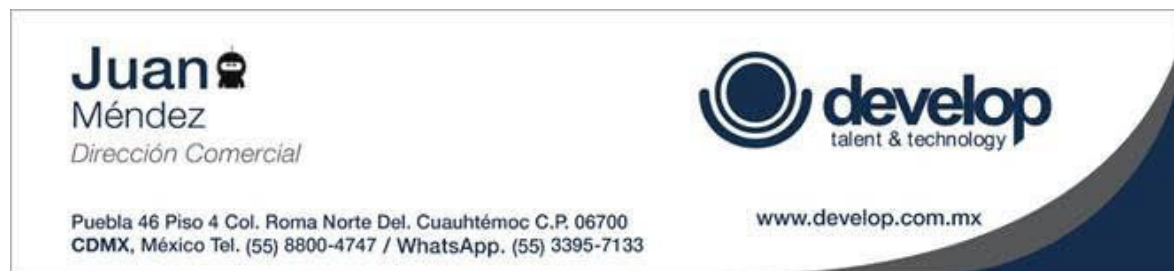 Juan
Méndez
Dirección Comercial
develop
talent & technology
Puebla 46 Piso 4 Col. Roma Norte Del. Cuauhtémoc C.P. 06700
CDMX, México Tel. (55) 8800-4747 / WhatsApp. (55) 3395-7133
www.develop.com.mx